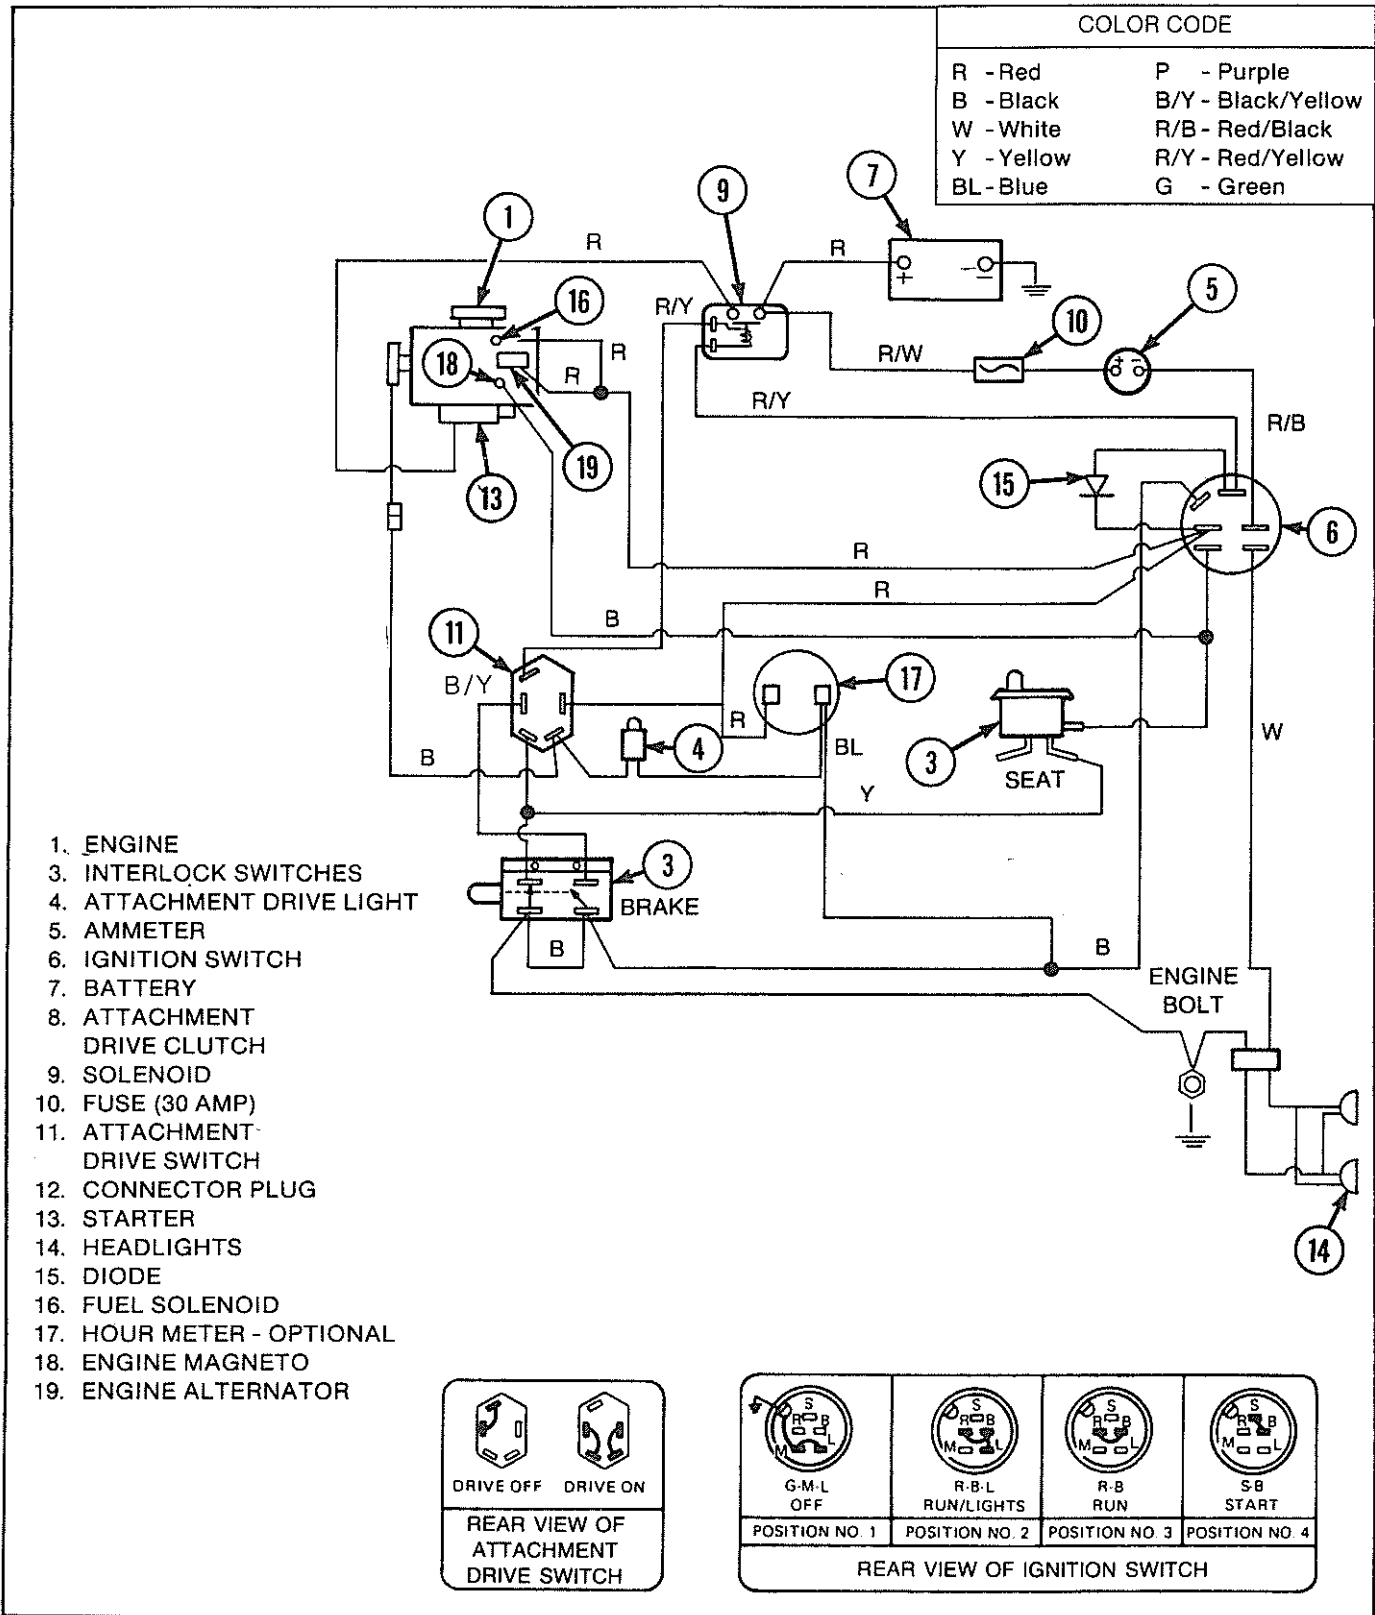 COLOR CODE
R - Red
P - Purple
B - Black
B/Y - Black/Yellow
W - White
R/B - Red/Black
Y - Yellow
R/Y - Red/Yellow
BL - Blue
G - Green
1
9
7
R
R
16
R/Y
5
10
R
R/W
18
R
R/Y
R/B
19
15
13
6
R
R
B
11
B/Y
17
R
4
BL
3
W
B
SEAT
Y
3
BRAKE
B
B
ENGINE
BOLT
14
1. ENGINE
3. INTERLOCK SWITCHES
4. ATTACHMENT DRIVE LIGHT
5. AMMETER
6. IGNITION SWITCH
7. BATTERY
8. ATTACHMENT
DRIVE CLUTCH
9. SOLENOID
10. FUSE (30 AMP)
11. ATTACHMENT
DRIVE SWITCH
12. CONNECTOR PLUG
13. STARTER
14. HEADLIGHTS
15. DIODE
16. FUEL SOLENOID
17. HOUR METER - OPTIONAL
18. ENGINE MAGNETO
19. ENGINE ALTERNATOR
DRIVE OFF
DRIVE ON
REAR VIEW OF
ATTACHMENT
DRIVE SWITCH
S
R B
M L
G-M-L
OFF
POSITION NO. 1
S
R B
M L
R-B-L
RUN/LIGHTS
POSITION NO. 2
S
R B
M L
R-B
RUN
POSITION NO. 3
S
R B
M L
S-B
START
POSITION NO. 4
REAR VIEW OF IGNITION SWITCH